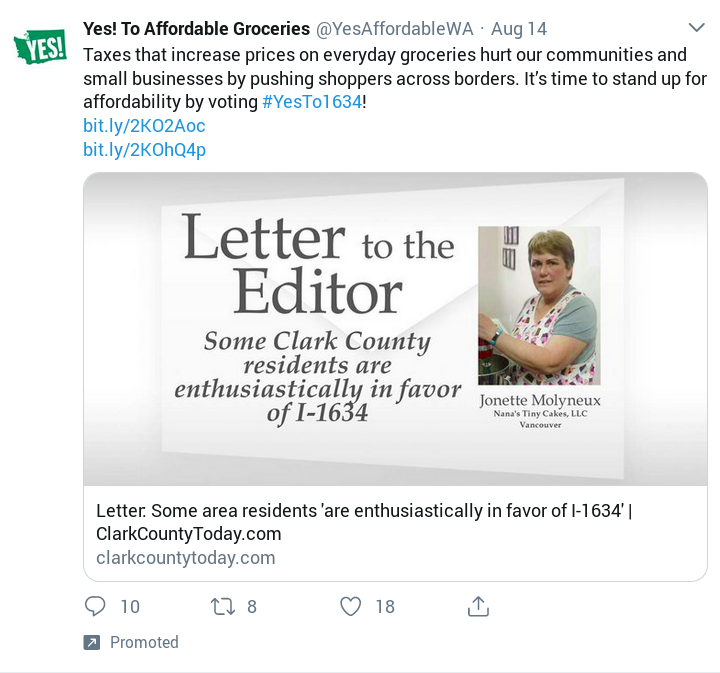 YES!
Yes! To Affordable Groceries @YesAffordableWA · Aug 14
Taxes that increase prices on everyday groceries hurt our communities and
small businesses by pushing shoppers across borders. It’s time to stand up for
affordability by voting #YesTo1634!
bit.ly/2KO2Aoc
bit.ly/2KOhQ4p
Letter to the
Editor
Some Clark County
residents are
enthusiastically in favor
of I-1634
Jonette Molyneux
Nana's Tiny Cakes, LLC
Vancouver
Letter: Some area residents 'are enthusiastically in favor of I-1634' |
ClarkCountyToday.com
clarkcountytoday.com
10 8 18
Promoted